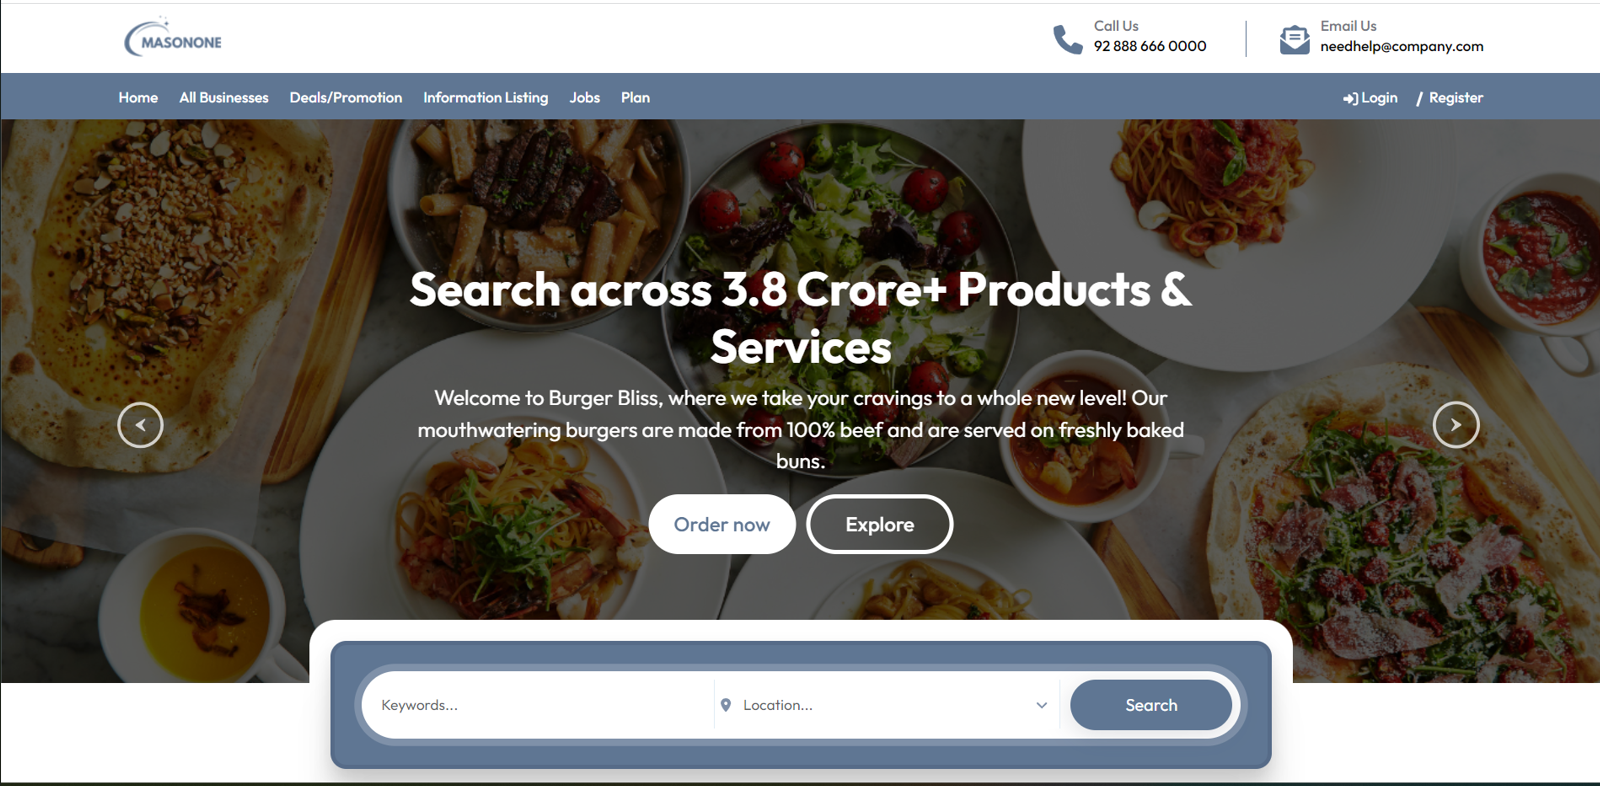 MASONONE
Call Us
92 888 666 0000
Email Us
needhelp@company.com
Home
All Businesses
Deals/Promotion
Information Listing
Jobs
Plan
Login
/ Register
Search across 3.8 Crore+ Products &
Services
Welcome to Burger Bliss, where we take your cravings to a whole new level! Our
mouthwatering burgers are made from 100% beef and are served on freshly baked
buns.
Order now
Explore
Keywords...
Location...
Search